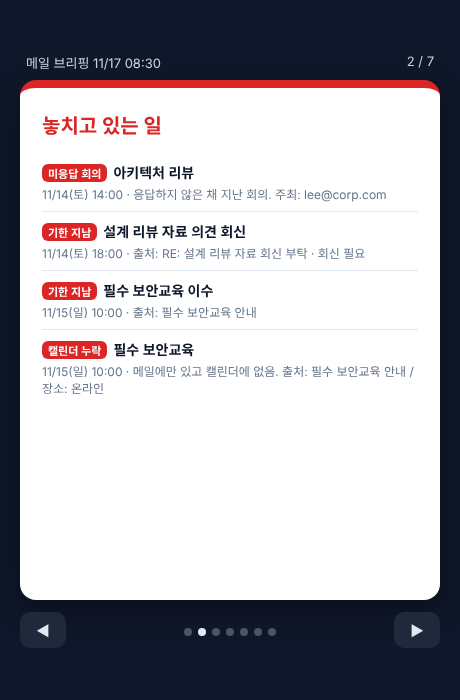 메일 브리핑 11/17 08:30
2 / 7
놓치고 있는 일
미응답 회의 아키텍처 리뷰
11/14(토) 14:00 · 응답하지 않은 채 지난 회의. 주최: lee@corp.com
기한 지남 설계 리뷰 자료 의견 회신
11/14(토) 18:00 · 출처: RE: 설계 리뷰 자료 회신 부탁 · 회신 필요
기한 지남 필수 보안교육 이수
11/15(일) 10:00 · 출처: 필수 보안교육 안내
캘린더 누락 필수 보안교육
11/15(일) 10:00 · 메일에만 있고 캘린더에 없음. 출처: 필수 보안교육 안내 /
장소: 온라인